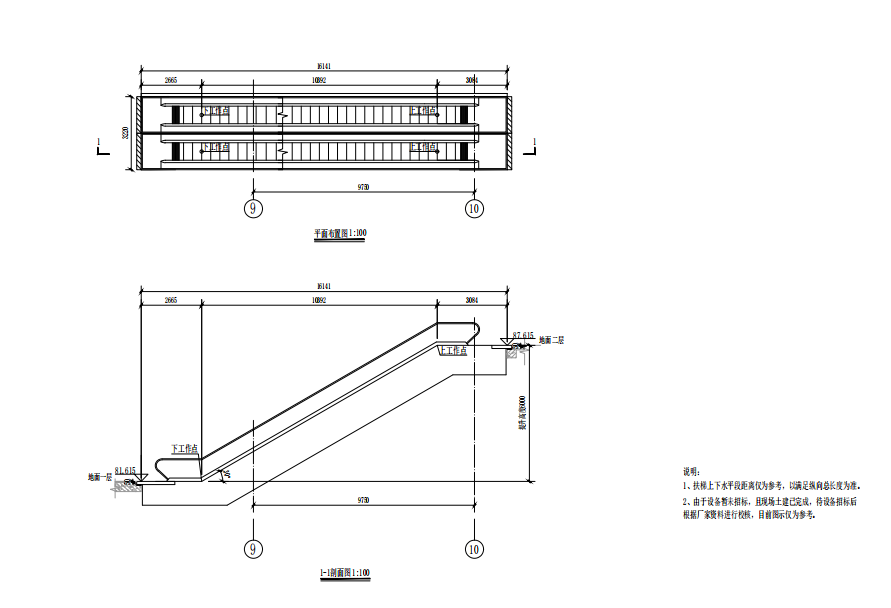 16141
2665 10392 3084
下工作点 上工作点
3220
1 1
下工作点 上工作点
9750
9 10
平面布置图1:100
16141
2665 10392 3084
87.615
地面二层
上工作点
提升高度6000
下工作点
81.615
地面一层
30°
9750
9 10
1-1剖面图1:100
说明:
1、扶梯上下水平段距离仅为参考，以满足纵向总长度为准。
2、由于设备暂未招标，且现场土建已完成，待设备招标后
根据厂家资料进行校核，目前图示仅为参考。